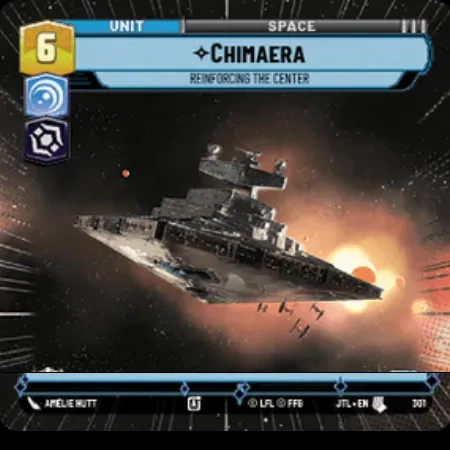 UNIT SPACE
6 CHIMAERA
REINFORCING THE CENTER
AMÉLIE HUTT © LFL ® FFG JTL • EN 301